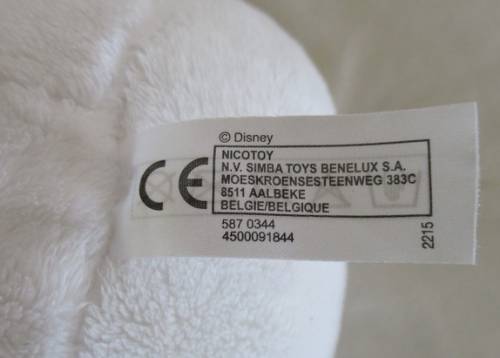 © Disney
CE
NICOTOY
N.V. SIMBA TOYS BENELUX S.A.
MOESKROENSESTEENWEG 383C
8511 AALBEKE
BELGIE/BELGIQUE
587 0344
4500091844
2215